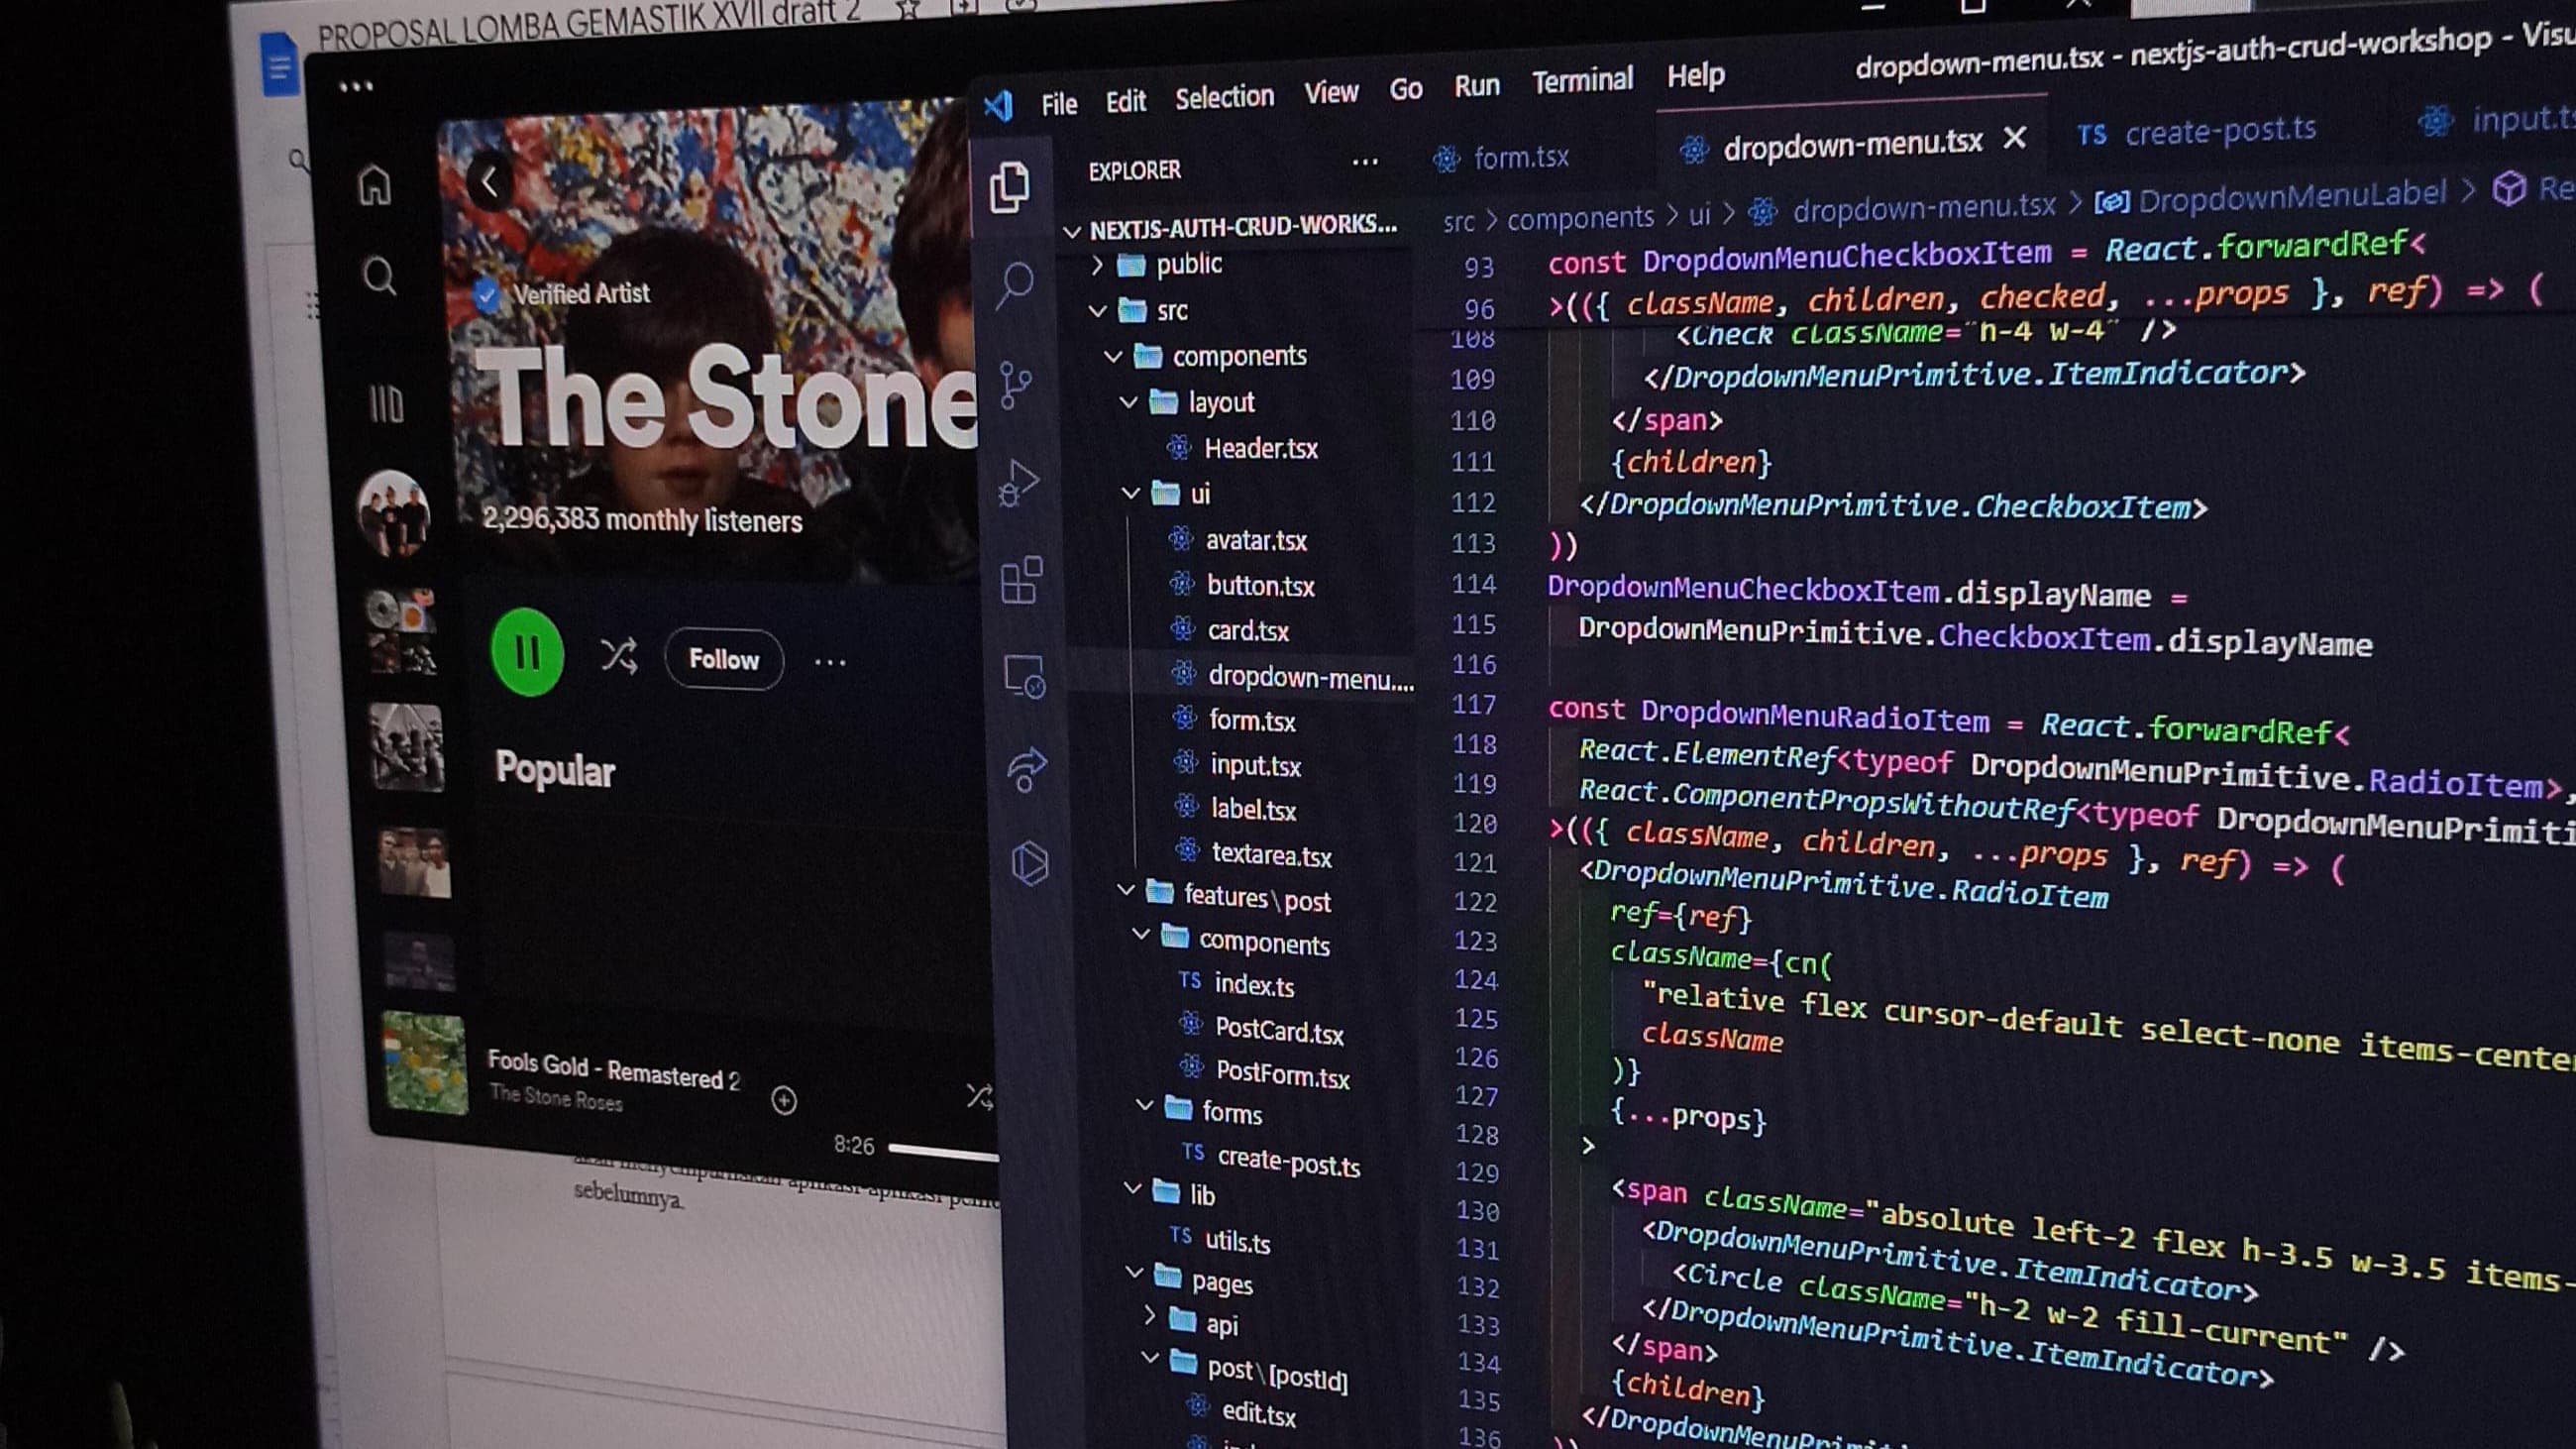 PROPOSAL LOMBA GEMASTIK XVII draft 2
Verified Artist
The Stone
2,296,383 monthly listeners
Follow
Popular
Fools Gold - Remastered 2
The Stone Roses
8:26
sebelumnya.
File Edit Selection View Go Run Terminal Help
dropdown-menu.tsx - nextjs-auth-crud-workshop - Visu
EXPLORER
NEXTJS-AUTH-CRUD-WORKS...
public
src
components
layout
Header.tsx
ui
avatar.tsx
button.tsx
card.tsx
dropdown-menu....
form.tsx
input.tsx
label.tsx
textarea.tsx
features\post
components
TS index.ts
PostCard.tsx
PostForm.tsx
forms
TS create-post.ts
lib
TS utils.ts
pages
api
post\[postId]
edit.tsx
form.tsx dropdown-menu.tsx TS create-post.ts input.ts
src > components > ui > dropdown-menu.tsx > DropdownMenuLabel > Re
93 const DropdownMenuCheckboxItem = React.forwardRef<
96 >(({ className, children, checked, ...props }, ref) => (
108 <Check className="h-4 w-4" />
109 </DropdownMenuPrimitive.ItemIndicator>
110 </span>
111 {children}
112 </DropdownMenuPrimitive.CheckboxItem>
113 ))
114 DropdownMenuCheckboxItem.displayName =
115 DropdownMenuPrimitive.CheckboxItem.displayName
116
117 const DropdownMenuRadioItem = React.forwardRef<
118 React.ElementRef<typeof DropdownMenuPrimitive.RadioItem>,
119 React.ComponentPropsWithoutRef<typeof DropdownMenuPrimiti
120 >(({ className, children, ...props }, ref) => (
121 <DropdownMenuPrimitive.RadioItem
122 ref={ref}
123 className={cn(
124 "relative flex cursor-default select-none items-cente
125 className
126 )}
127 {...props}
128 >
129 <span className="absolute left-2 flex h-3.5 w-3.5 items-
130 <DropdownMenuPrimitive.ItemIndicator>
131 <Circle className="h-2 w-2 fill-current" />
132 </DropdownMenuPrimitive.ItemIndicator>
133 </span>
134 {children}
135 </DropdownMenuPrimi
136 ))